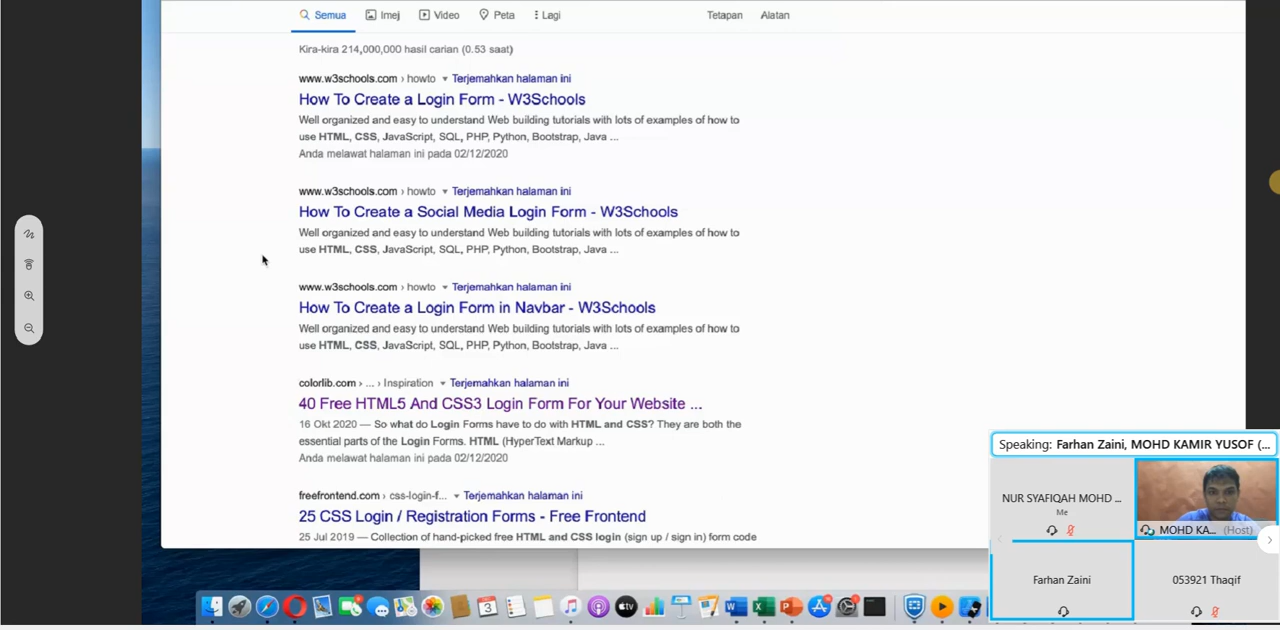 Semua Imej Video Peta Lagi Tetapan Alatan
Kira-kira 214,000,000 hasil carian (0.53 saat)
www.w3schools.com › howto Terjemahkan halaman ini
How To Create a Login Form - W3Schools
Well organized and easy to understand Web building tutorials with lots of examples of how to
use HTML, CSS, JavaScript, SQL, PHP, Python, Bootstrap, Java ...
Anda melawat halaman ini pada 02/12/2020
www.w3schools.com › howto Terjemahkan halaman ini
How To Create a Social Media Login Form - W3Schools
Well organized and easy to understand Web building tutorials with lots of examples of how to
use HTML, CSS, JavaScript, SQL, PHP, Python, Bootstrap, Java ...
www.w3schools.com › howto Terjemahkan halaman ini
How To Create a Login Form in Navbar - W3Schools
Well organized and easy to understand Web building tutorials with lots of examples of how to
use HTML, CSS, JavaScript, SQL, PHP, Python, Bootstrap, Java ...
colorlib.com › ... › Inspiration Terjemahkan halaman ini
40 Free HTML5 And CSS3 Login Form For Your Website ...
16 Okt 2020 — So what do Login Forms have to do with HTML and CSS? They are both the
essential parts of the Login Forms. HTML (HyperText Markup ...
Anda melawat halaman ini pada 02/12/2020
freefrontend.com › css-login-f... Terjemahkan halaman ini
25 CSS Login / Registration Forms - Free Frontend
25 Jul 2019 — Collection of hand-picked free HTML and CSS login (sign up / sign in) form code
Speaking: Farhan Zaini, MOHD KAMIR YUSOF (...
NUR SYAFIQAH MOHD ...
Me
MOHD KA... (Host)
Farhan Zaini
053921 Thaqif
3
tv